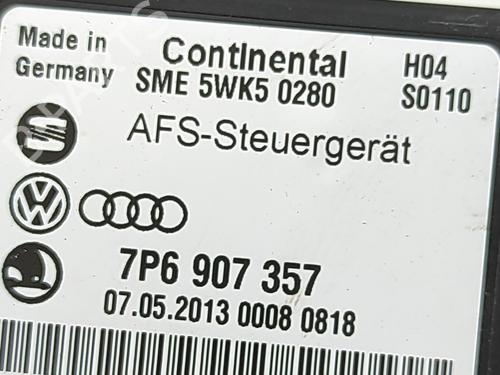 Made in
Germany
Continental
SME 5WK5 0280
H04
S0110
AFS-Steuergerät
7P6 907 357
07.05.2013 0008 0818